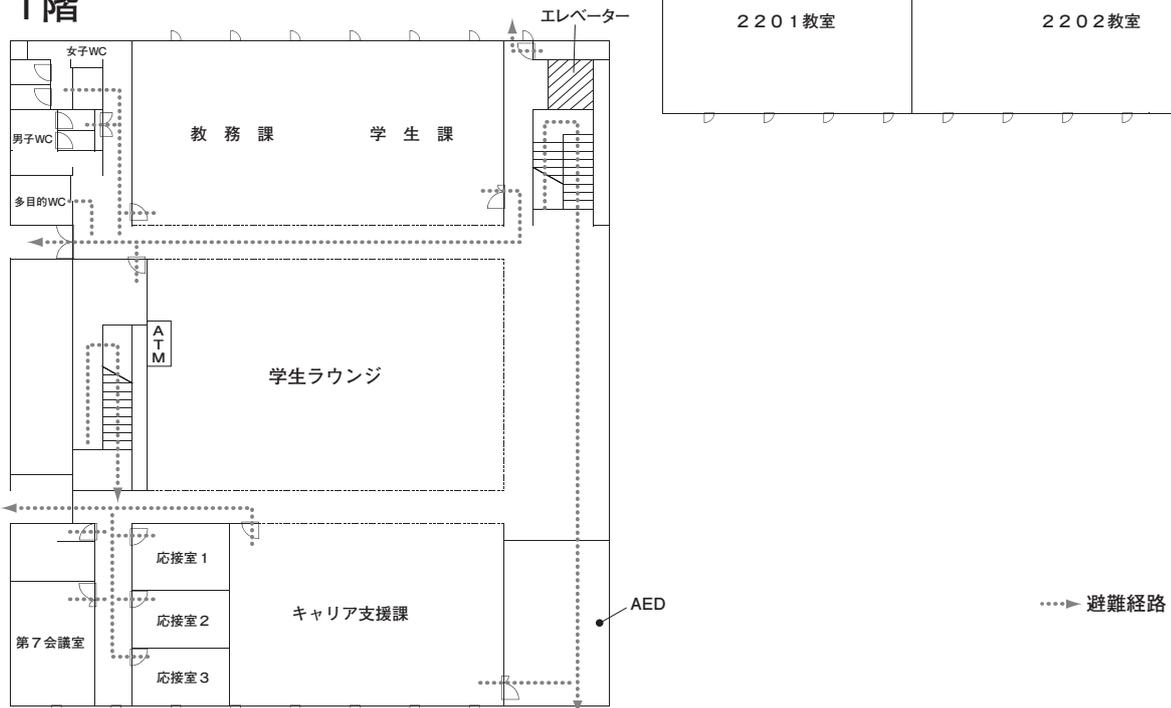 1階
エレベーター
2201教室
2202教室
女子WC
男子WC
教務課
学生課
多目的WC
ATM
学生ラウンジ
応接室1
応接室2
応接室3
キャリア支援課
第7会議室
AED
避難経路